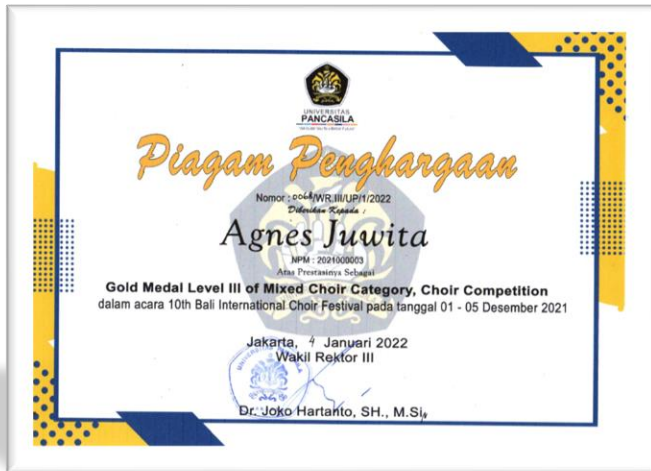 UNIVERSITAS
PANCASILA
Piagam Penghargaan
Nomor : 0068/WR.III/UP/1/2022
Diberikan Kepada :
Agnes Juwita
NPM : 2021000003
Atas Prestasinya Sebagai
Gold Medal Level III of Mixed Choir Category, Choir Competition
dalam acara 10th Bali International Choir Festival pada tanggal 01 - 05 Desember 2021
Jakarta, 4 Januari 2022
Wakil Rektor III
Dr. Joko Hartanto, SH., M.Si